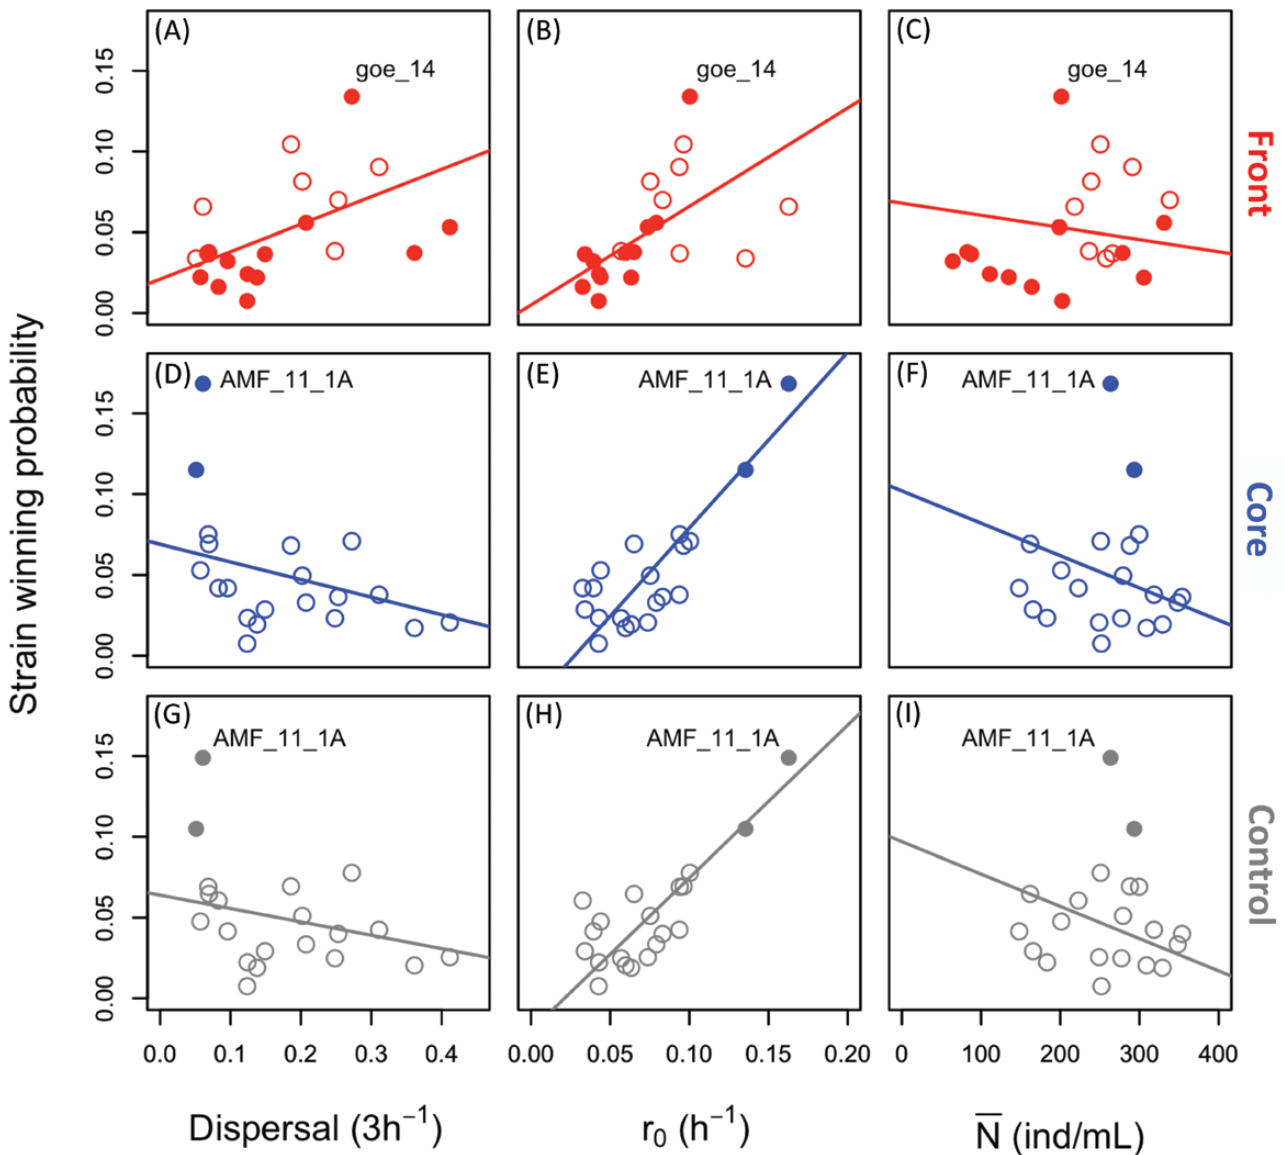 (A)
goe_14
(B)
goe_14
(C)
goe_14
0.15
0.10
0.05
0.00
Front
(D)
AMF_11_1A
(E)
AMF_11_1A
(F)
AMF_11_1A
0.15
0.10
0.05
0.00
Core
Strain winning probability
(G)
AMF_11_1A
(H)
AMF_11_1A
(I)
AMF_11_1A
0.15
0.10
0.05
0.00
Control
0.0 0.1 0.2 0.3 0.4
0.00 0.05 0.10 0.15 0.20
0 100 200 300 400
Dispersal (3h⁻¹)
r₀ (h⁻¹)
N̅ (ind/mL)